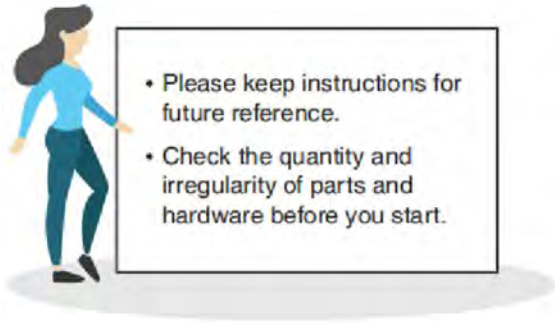 • Please keep instructions for
future reference.
• Check the quantity and
irregularity of parts and
hardware before you start.